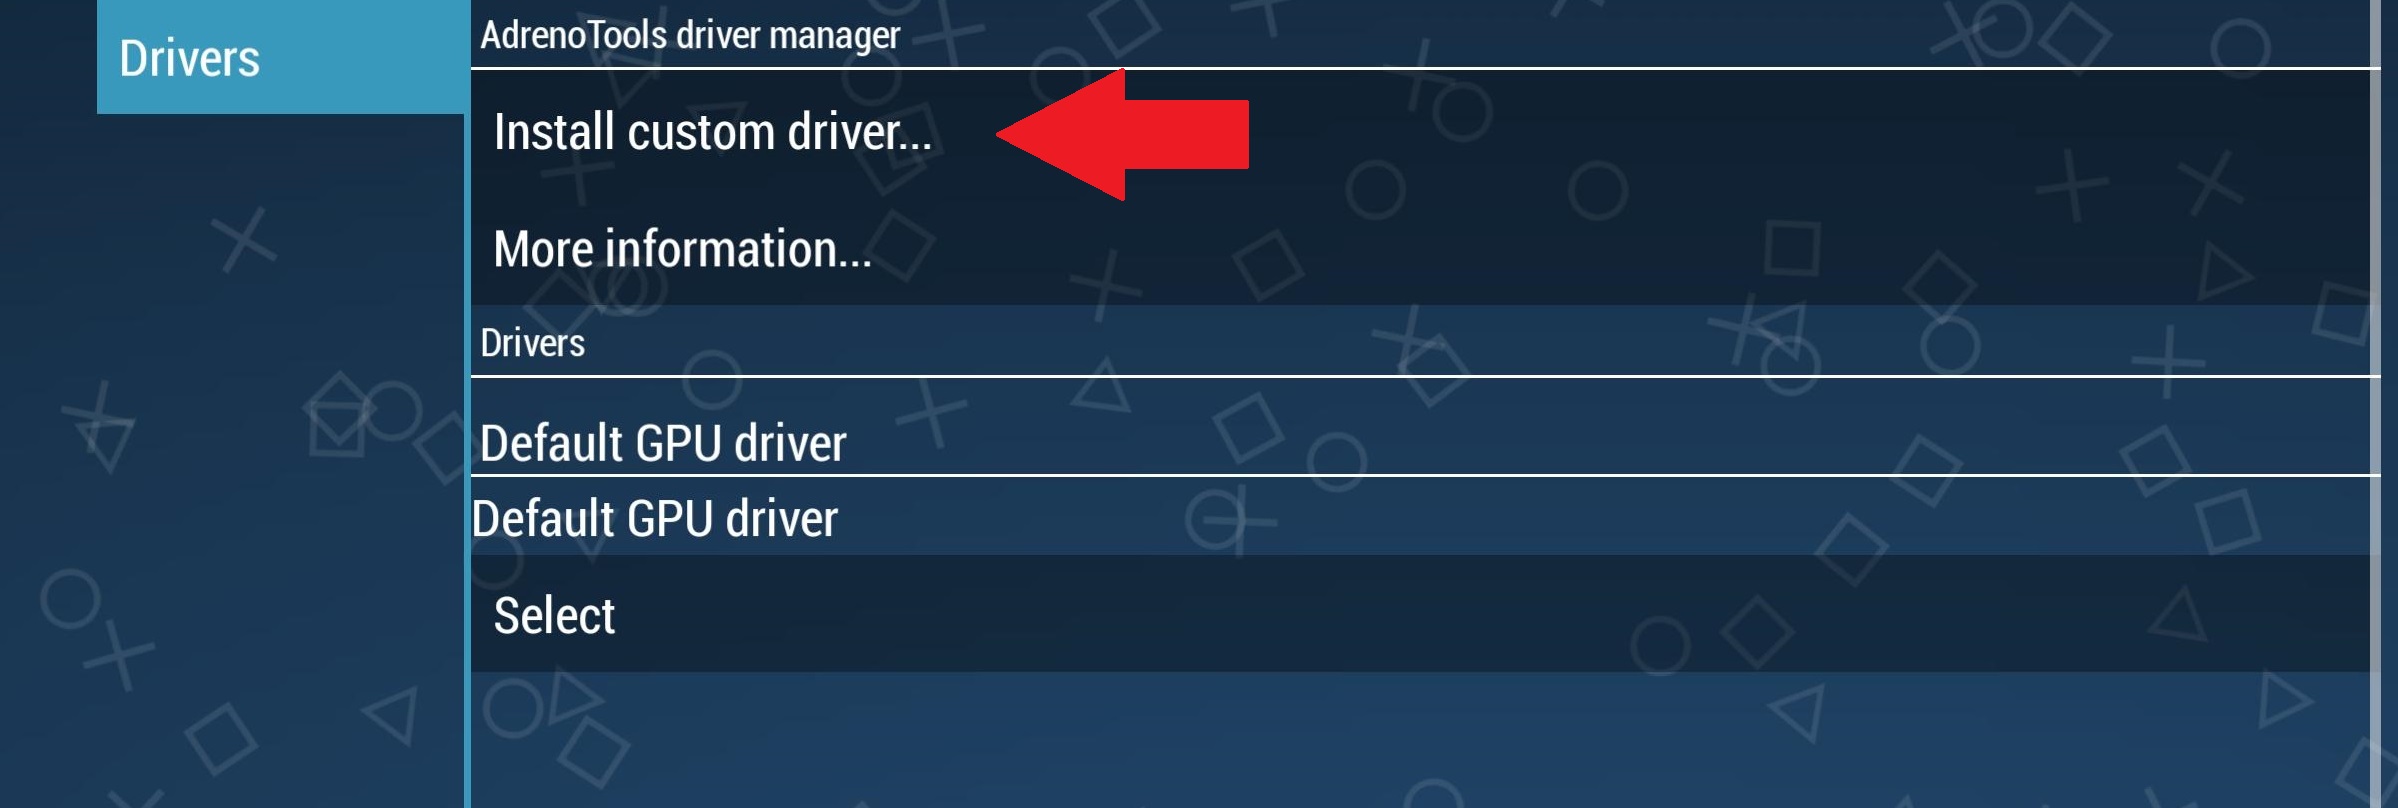 Drivers
AdrenoTools driver manager
Install custom driver...
More information...
Drivers
Default GPU driver
Default GPU driver
Select